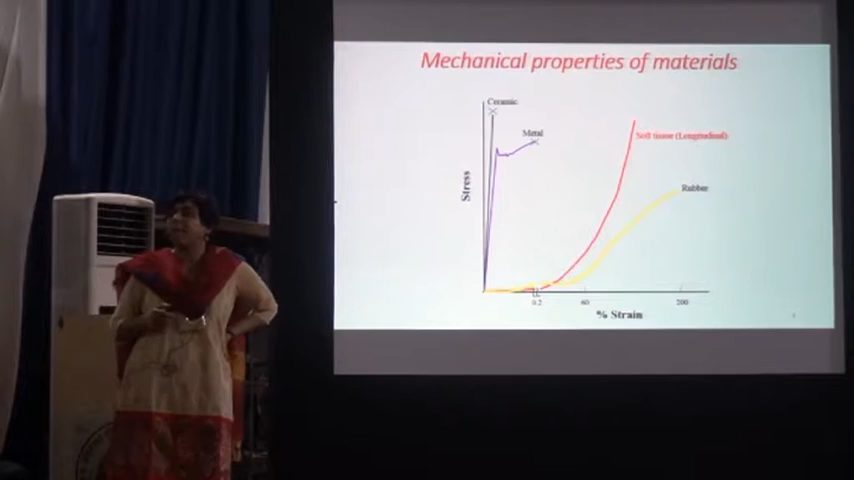 Mechanical properties of materials
Ceramic
Metal
Soft tissue (Longitudinal)
Rubber
Stress
0.2
60
200
% Strain